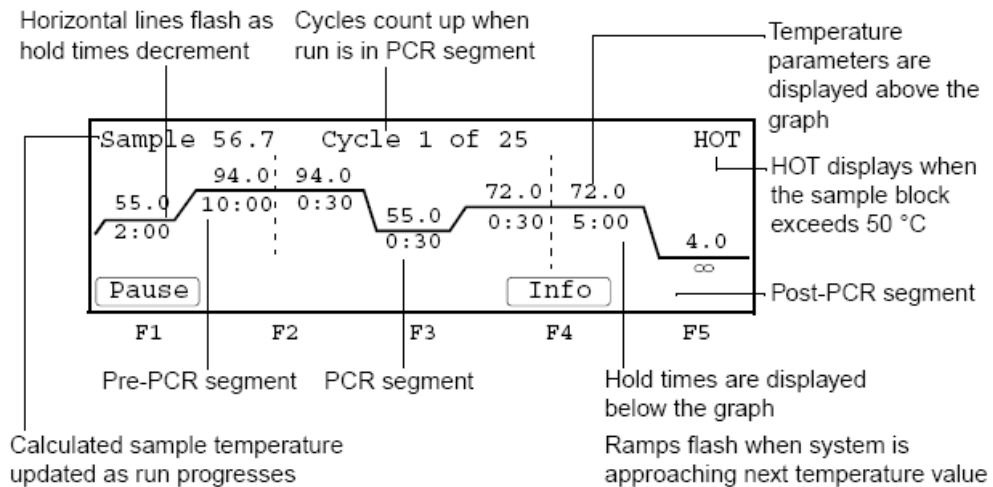 Horizontal lines flash as
hold times decrement
Cycles count up when
run is in PCR segment
Temperature
parameters are
displayed above the
graph
Sample 56.7 Cycle 1 of 25 HOT
HOT displays when
the sample block
exceeds 50 °C
94.0 94.0
72.0 72.0
55.0
10:00 0:30
55.0
0:30 5:00
2:00
0:30
4.0
∞
Pause Info
Post-PCR segment
F1 F2 F3 F4 F5
Pre-PCR segment
PCR segment
Hold times are displayed
below the graph
Calculated sample temperature
updated as run progresses
Ramps flash when system is
approaching next temperature value